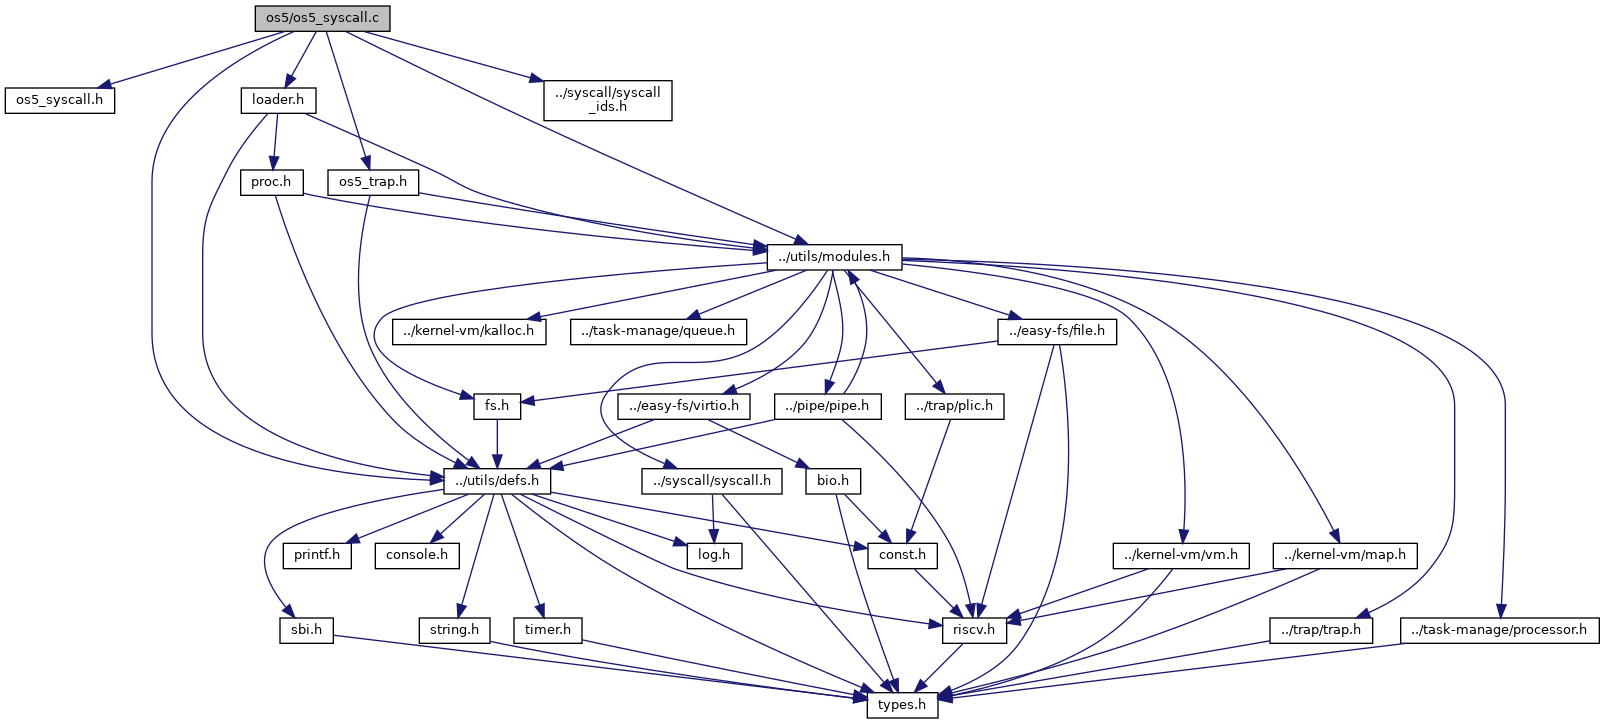 os5/os5_syscall.c
os5_syscall.h
loader.h
../syscall/syscall
_ids.h
proc.h
os5_trap.h
../utils/modules.h
../kernel-vm/kalloc.h
../task-manage/queue.h
../easy-fs/file.h
fs.h
../easy-fs/virtio.h
../pipe/pipe.h
../trap/plic.h
../utils/defs.h
../syscall/syscall.h
bio.h
printf.h
console.h
log.h
const.h
../kernel-vm/vm.h
../kernel-vm/map.h
sbi.h
string.h
timer.h
riscv.h
../trap/trap.h
../task-manage/processor.h
types.h